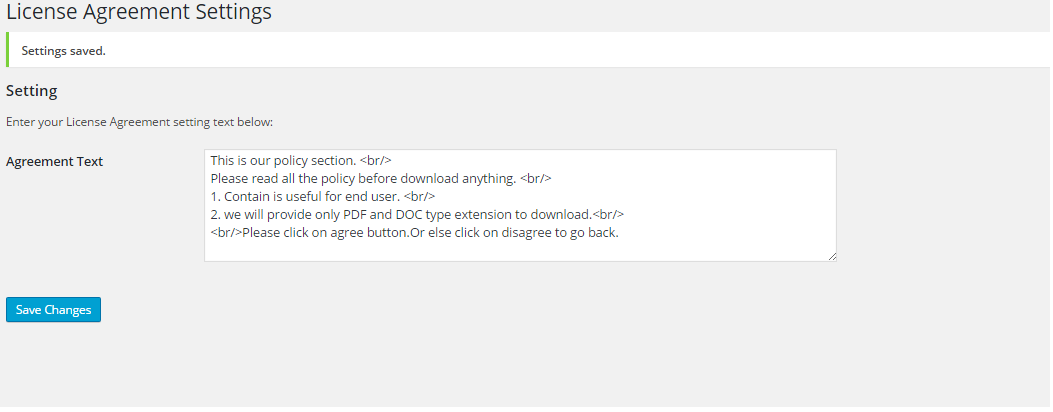 License Agreement Settings
Settings saved.
Setting
Enter your License Agreement setting text below:
Agreement Text
This is our policy section. <br/>
Please read all the policy before download anything. <br/>
1. Contain is useful for end user. <br/>
2. we will provide only PDF and DOC type extension to download.<br/>
<br/>Please click on agree button.Or else click on disagree to go back.
Save Changes